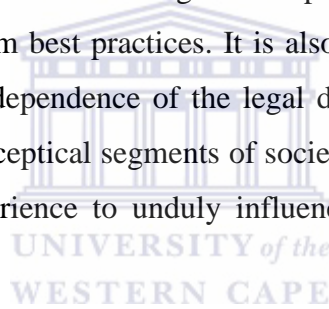 m best practices. It is also
dependence of the legal d
ceptical segments of socie
rience to unduly influenc
UNIVERSITY of the
WESTERN CAPE